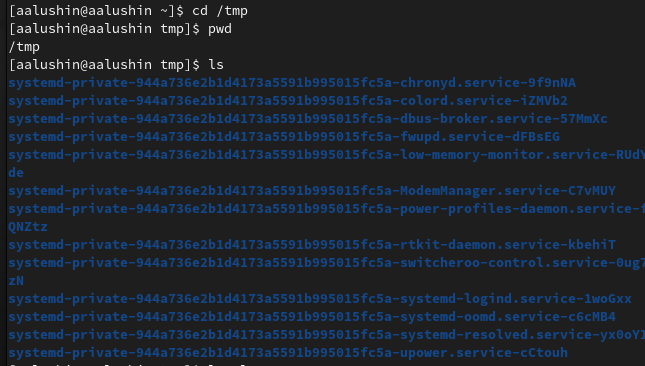 [aalushin@aalushin ~]$ cd /tmp
[aalushin@aalushin tmp]$ pwd
/tmp
[aalushin@aalushin tmp]$ ls
systemd-private-944a736e2b1d4173a5591b995015fc5a-chronyd.service-9f9nNA
systemd-private-944a736e2b1d4173a5591b995015fc5a-colord.service-iZMVb2
systemd-private-944a736e2b1d4173a5591b995015fc5a-dbus-broker.service-57MmXc
systemd-private-944a736e2b1d4173a5591b995015fc5a-fwupd.service-dFBsEG
systemd-private-944a736e2b1d4173a5591b995015fc5a-low-memory-monitor.service-RUdY
de
systemd-private-944a736e2b1d4173a5591b995015fc5a-ModemManager.service-C7vMUY
systemd-private-944a736e2b1d4173a5591b995015fc5a-power-profiles-daemon.service-f
QNZtz
systemd-private-944a736e2b1d4173a5591b995015fc5a-rtkit-daemon.service-kbehiT
systemd-private-944a736e2b1d4173a5591b995015fc5a-switcheroo-control.service-0ug7
zN
systemd-private-944a736e2b1d4173a5591b995015fc5a-systemd-logind.service-1woGxx
systemd-private-944a736e2b1d4173a5591b995015fc5a-systemd-oomd.service-c6cMB4
systemd-private-944a736e2b1d4173a5591b995015fc5a-systemd-resolved.service-yx0oYI
systemd-private-944a736e2b1d4173a5591b995015fc5a-upower.service-cCtouh